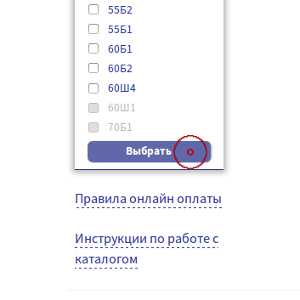 55Б2
55Б1
60Б1
60Б2
60Ш4
60Ш1
70Б1
Выбрать
Правила онлайн оплаты
Инструкции по работе с
каталогом